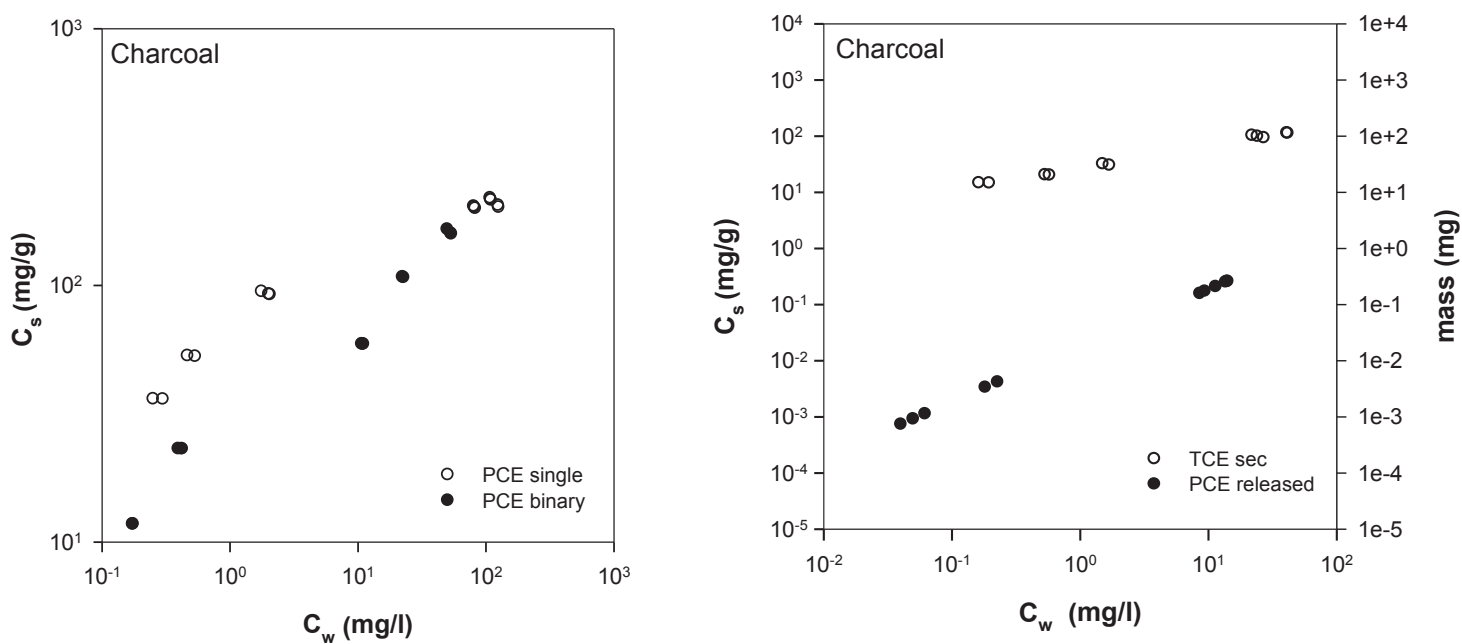 Charcoal
10³
10²
10¹
C_s (mg/g)
10⁻¹ 10⁰ 10¹ 10² 10³
C_w (mg/l)
PCE single
PCE binary
Charcoal
10⁴
10³
10²
10¹
10⁰
10⁻¹
10⁻²
10⁻³
10⁻⁴
10⁻⁵
C_s (mg/g)
1e+4
1e+3
1e+2
1e+1
1e+0
1e-1
1e-2
1e-3
1e-4
1e-5
mass (mg)
10⁻² 10⁻¹ 10⁰ 10¹ 10²
C_w (mg/l)
TCE sec
PCE released